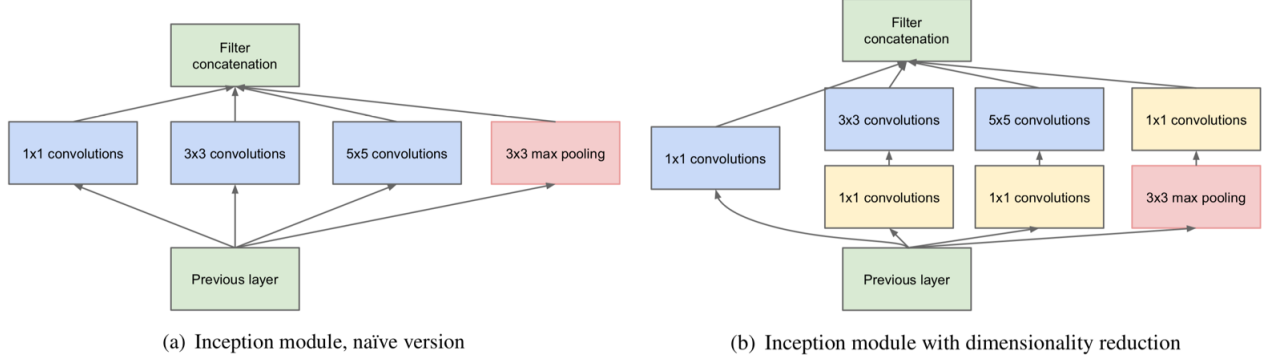 Filter
concatenation
1x1 convolutions
3x3 convolutions
5x5 convolutions
3x3 max pooling
Previous layer
(a) Inception module, naïve version
Filter
concatenation
3x3 convolutions
5x5 convolutions
1x1 convolutions
1x1 convolutions
1x1 convolutions
1x1 convolutions
3x3 max pooling
Previous layer
(b) Inception module with dimensionality reduction